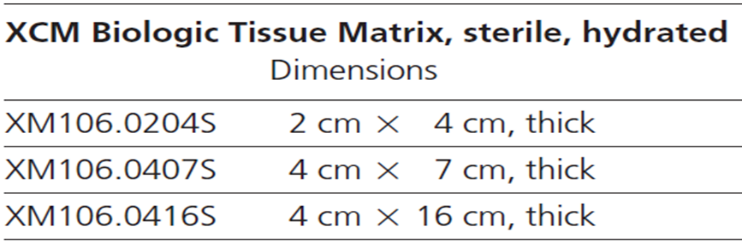 XCM Biologic Tissue Matrix, sterile, hydrated
Dimensions
XM106.0204S 2 cm × 4 cm, thick
XM106.0407S 4 cm × 7 cm, thick
XM106.0416S 4 cm × 16 cm, thick